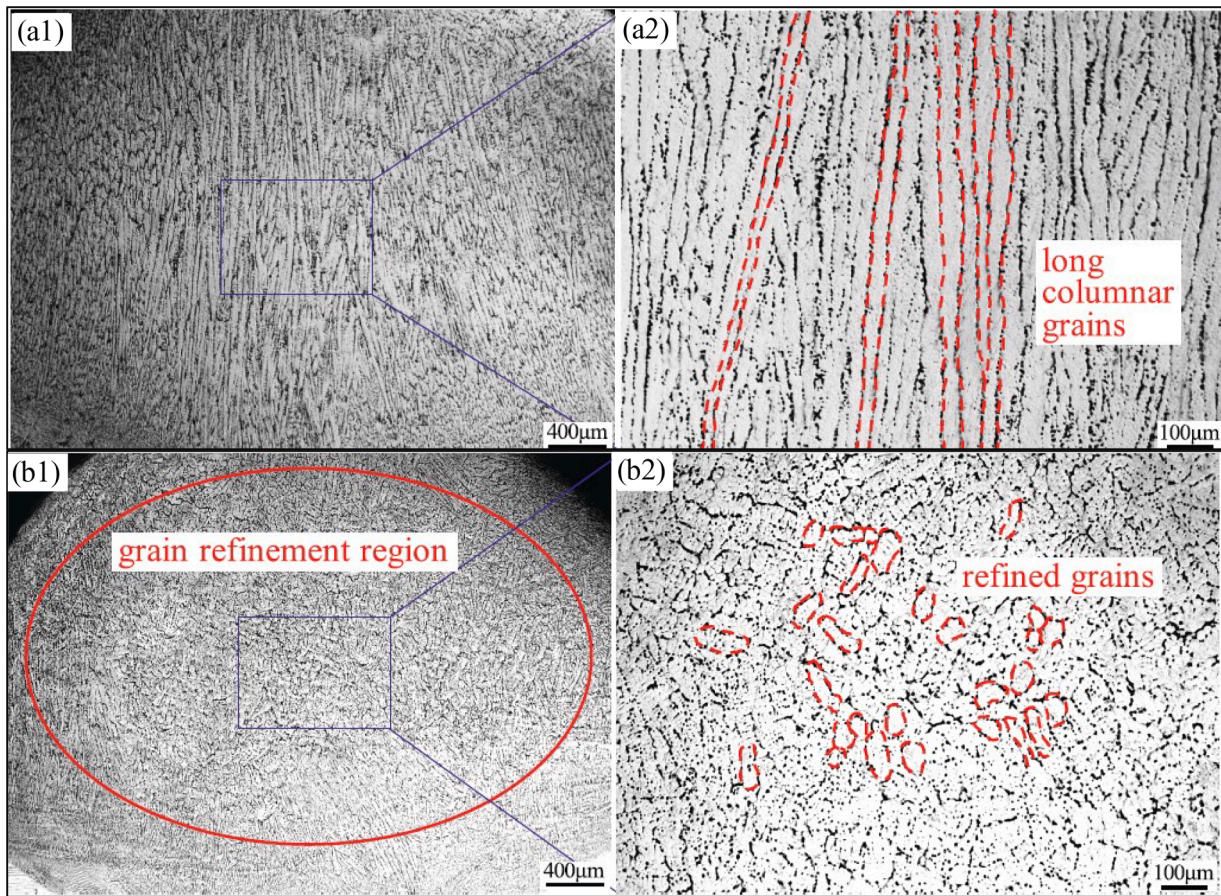 (a1)
(a2)
long
columnar
grains
400μm
100μm
(b1)
(b2)
grain refinement region
refined grains
400μm
100μm